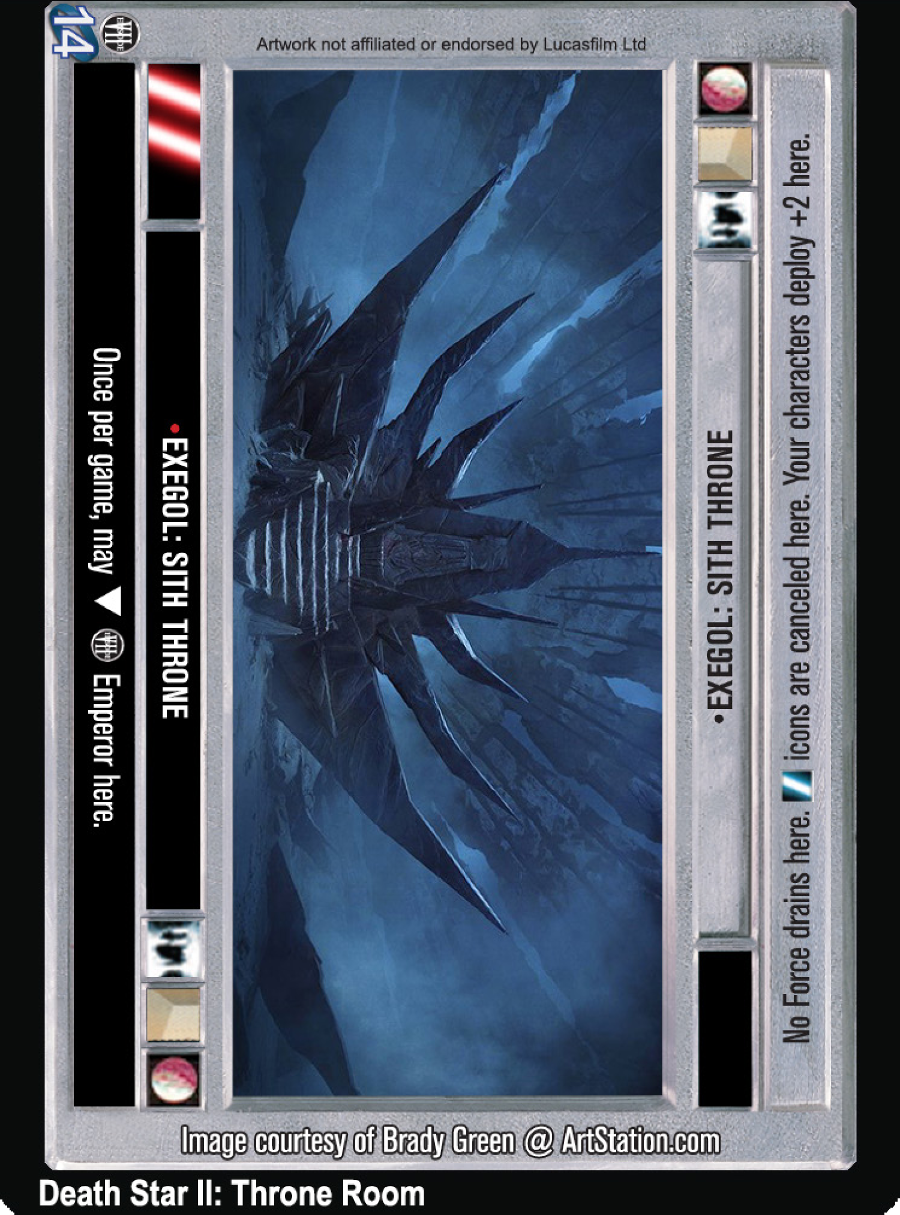 14
EPISODE VII
Artwork not affiliated or endorsed by Lucasfilm Ltd
Once per game, may ▼ Emperor here.
•EXEGOL: SITH THRONE
•EXEGOL: SITH THRONE
No Force drains here. icons are canceled here. Your characters deploy +2 here.
Image courtesy of Brady Green @ ArtStation.com
Death Star II: Throne Room